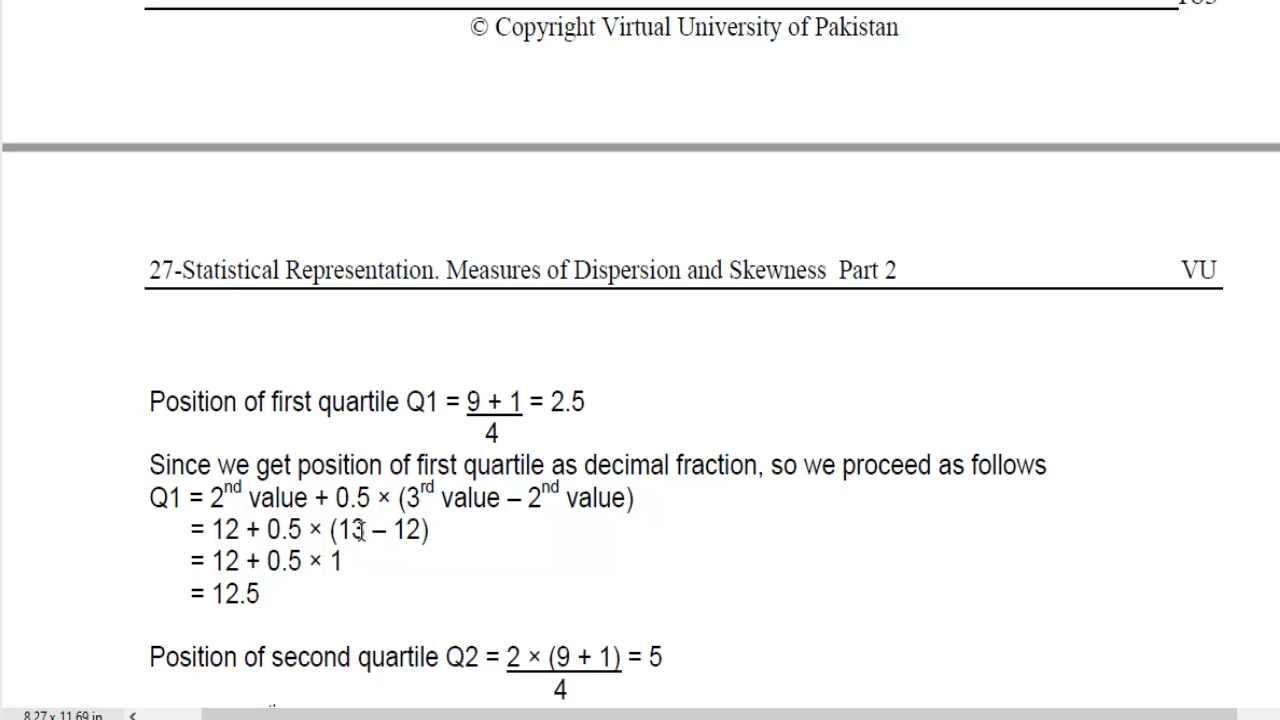 © Copyright Virtual University of Pakistan
27-Statistical Representation. Measures of Dispersion and Skewness Part 2 VU
Position of first quartile Q1 = 9 + 1 = 2.5
4
Since we get position of first quartile as decimal fraction, so we proceed as follows
Q1 = 2nd value + 0.5 × (3rd value – 2nd value)
= 12 + 0.5 × (13 – 12)
= 12 + 0.5 × 1
= 12.5
Position of second quartile Q2 = 2 × (9 + 1) = 5
4
8.27 x 11.69 in